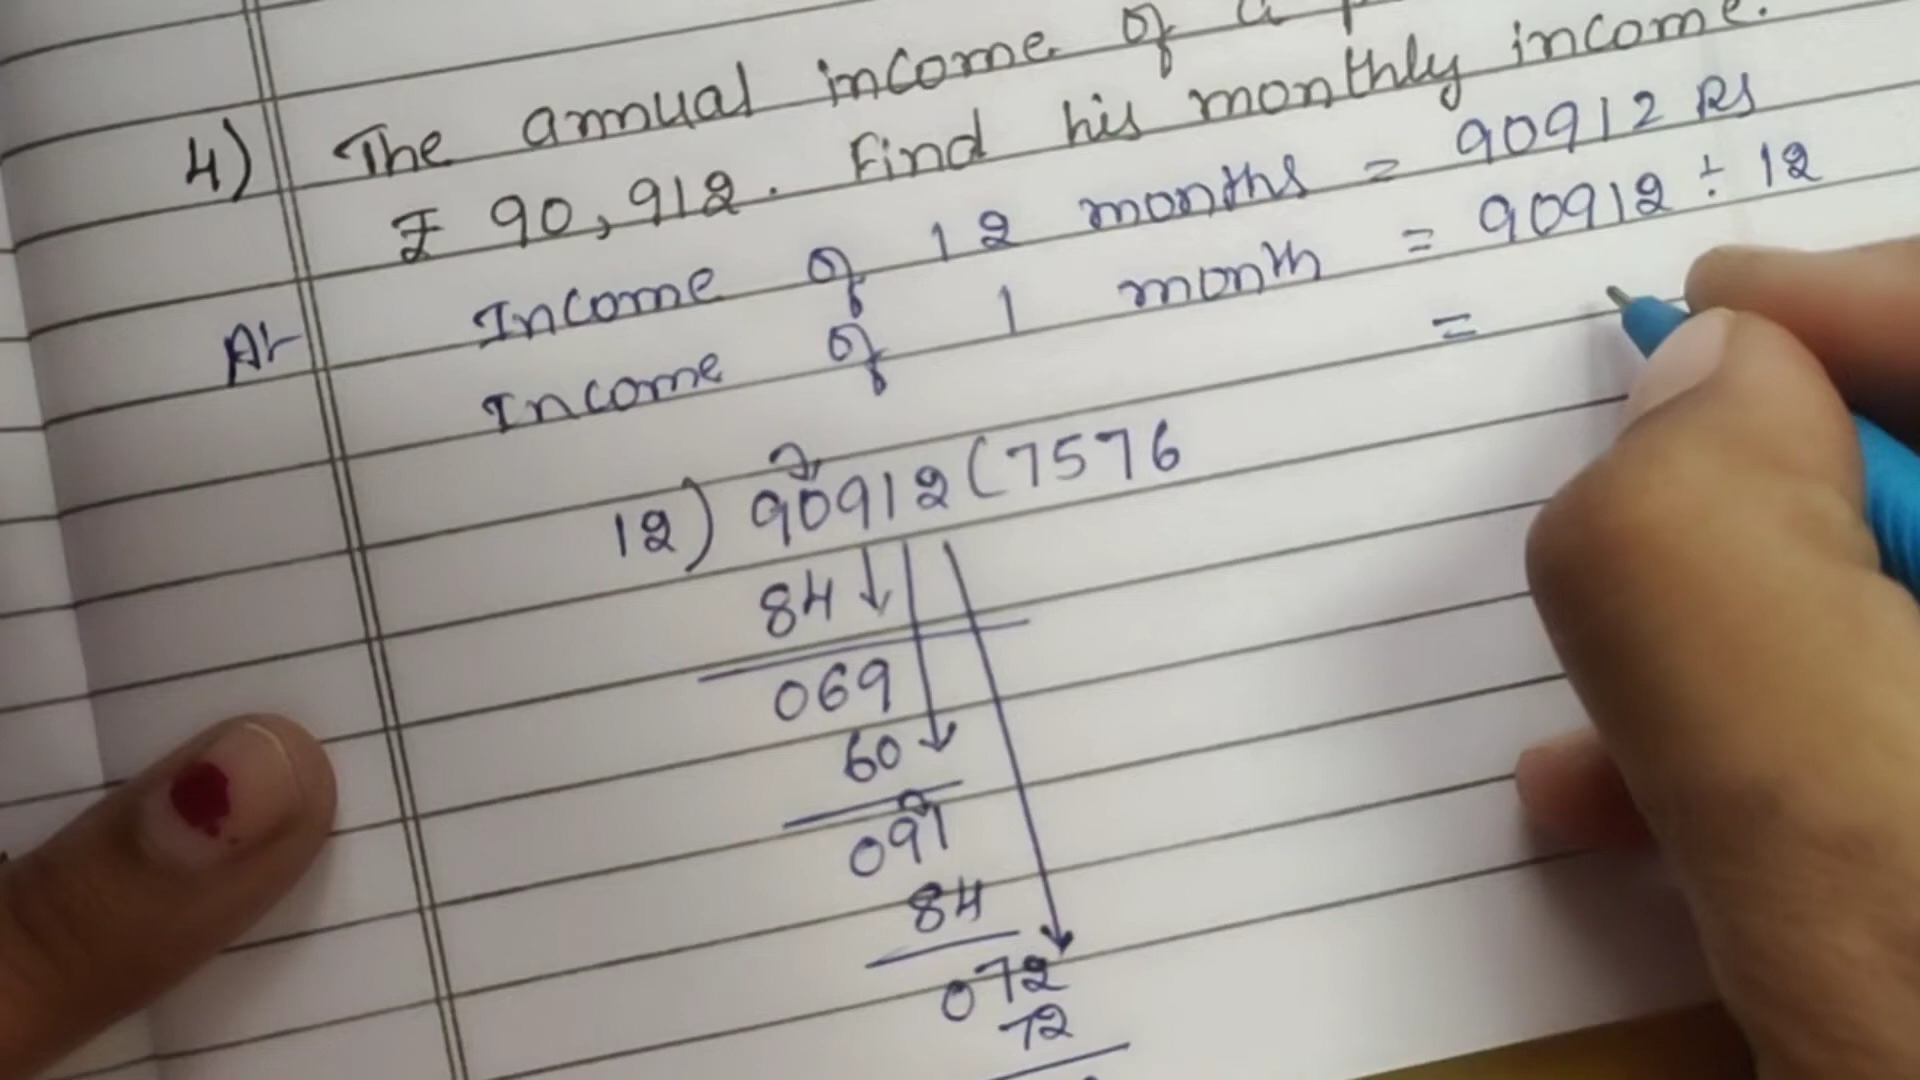 4) The annual income of a
₹ 90,912. Find his monthly income.
Ar Income of 12 months = 90912 Rs
Income of 1 month = 90912 ÷ 12
=
12) 90912 (7576
84
069
60
091
84
072
72